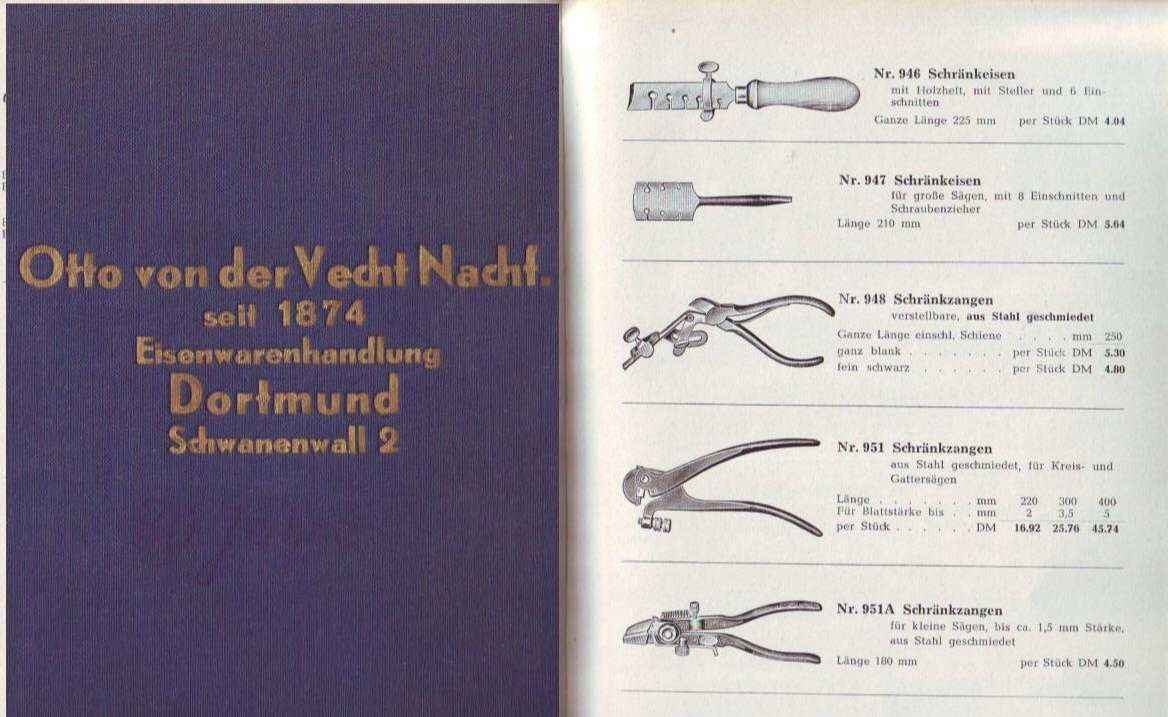 Otto von der Vecht Nachf.
seit 1874
Eisenwarenhandlung
Dortmund
Schwanenwall 2
Nr. 946 Schränkeisen
mit Holzheft, mit Steller und 6 Ein-
schnitten
Ganze Länge 225 mm per Stück DM 4.04
Nr. 947 Schränkeisen
für große Sägen, mit 8 Einschnitten und
Schraubenzieher
Länge 210 mm per Stück DM 5.64
Nr. 948 Schränkzangen
verstellbare, aus Stahl geschmiedet
Ganze Länge einschl. Schiene . . . . mm 250
ganz blank . . . . . . . per Stück DM 5.30
fein schwarz . . . . . . per Stück DM 4.80
Nr. 951 Schränkzangen
aus Stahl geschmiedet, für Kreis- und
Gattersägen
Länge . . . . . . . mm 220 300 400
Für Blattstärke bis . . mm 2 3,5 5
per Stück . . . . . . DM 16.92 25.76 45.74
Nr. 951A Schränkzangen
für kleine Sägen, bis ca. 1,5 mm Stärke,
aus Stahl geschmiedet
Länge 180 mm per Stück DM 4.50